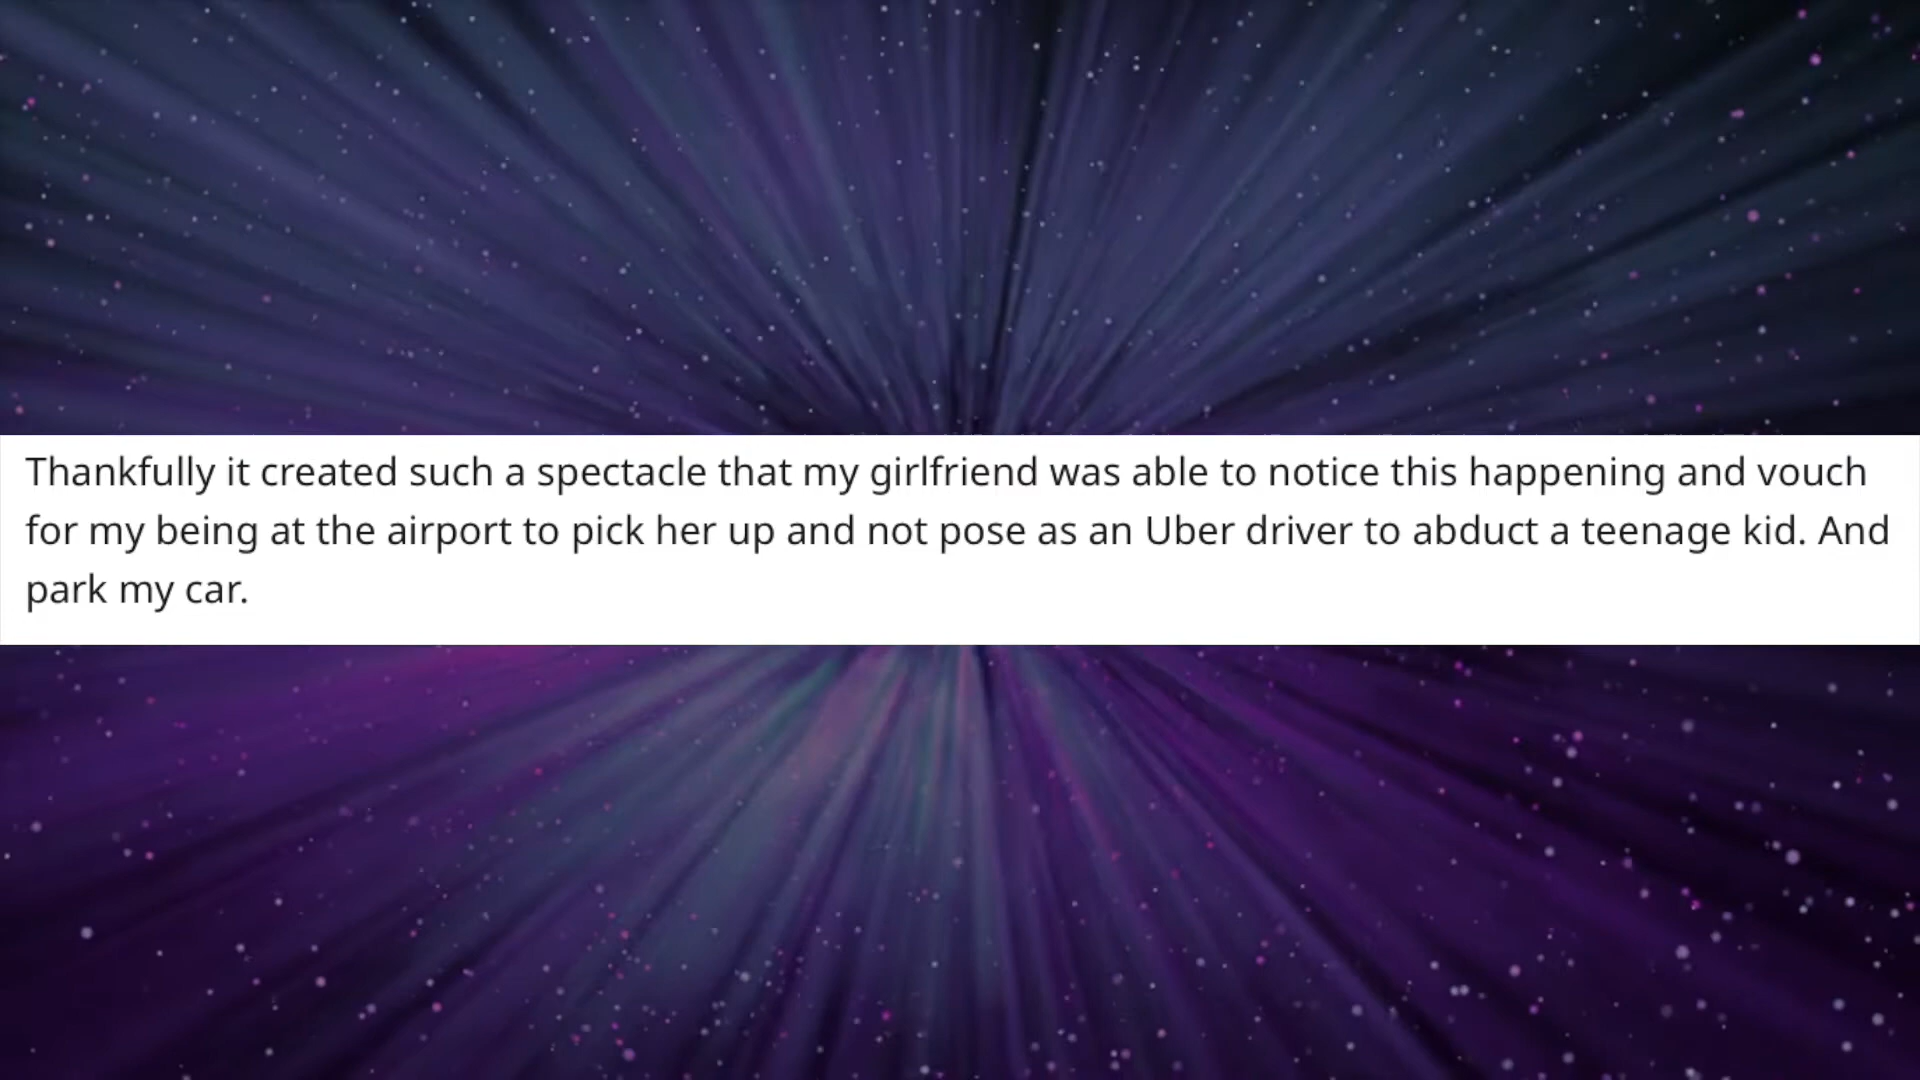 Thankfully it created such a spectacle that my girlfriend was able to notice this happening and vouch
for my being at the airport to pick her up and not pose as an Uber driver to abduct a teenage kid. And
park my car.